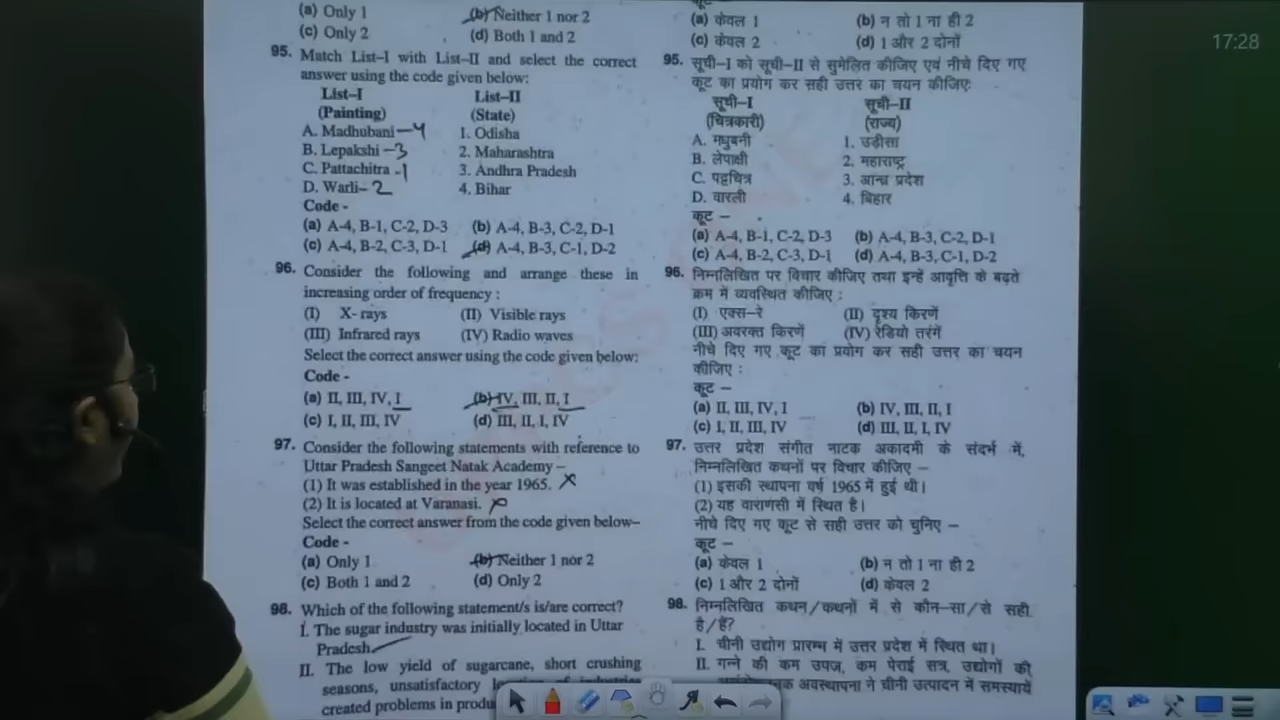 (a) Only 1 (b) Neither 1 nor 2
(c) Only 2 (d) Both 1 and 2
95. Match List–I with List–II and select the correct
answer using the code given below:
List–I List–II
(Painting) (State)
A. Madhubani –4 1. Odisha
B. Lepakshi –3 2. Maharashtra
C. Pattachitra -1 3. Andhra Pradesh
D. Warli– 2 4. Bihar
Code -
(a) A-4, B-1, C-2, D-3 (b) A-4, B-3, C-2, D-1
(c) A-4, B-2, C-3, D-1 (d) A-4, B-3, C-1, D-2
96. Consider the following and arrange these in
increasing order of frequency :
(I) X- rays (II) Visible rays
(III) Infrared rays (IV) Radio waves
Select the correct answer using the code given below:
Code -
(a) II, III, IV, I (b) IV, III, II, I
(c) I, II, III, IV (d) III, II, I, IV
97. Consider the following statements with reference to
Uttar Pradesh Sangeet Natak Academy –
(1) It was established in the year 1965. ✗
(2) It is located at Varanasi. ✗
Select the correct answer from the code given below–
Code -
(a) Only 1 (b) Neither 1 nor 2
(c) Both 1 and 2 (d) Only 2
98. Which of the following statement/s is/are correct?
I. The sugar industry was initially located in Uttar
Pradesh
II. The low yield of sugarcane, short crushing
seasons, unsatisfactory
created problems in
(a) केवल 1 (b) न तो 1 ना ही 2
(c) केवल 2 (d) 1 और 2 दोनों
95. सूची–I को सूची–II से सुमेलित कीजिए एवं नीचे दिए गए
कूट का प्रयोग कर सही उत्तर का चयन कीजिएः
सूची–I सूची–II
(चित्रकारी) (राज्य)
A. मधुबनी 1. उड़ीसा
B. लेपाक्षी 2. महाराष्ट्र
C. पट्टचित्र 3. आन्ध्र प्रदेश
D. वारली 4. बिहार
कूट –
(a) A-4, B-1, C-2, D-3 (b) A-4, B-3, C-2, D-1
(c) A-4, B-2, C-3, D-1 (d) A-4, B-3, C-1, D-2
96. निम्नलिखित पर विचार कीजिए तथा इन्हें आवृत्ति के बढ़ते
क्रम में व्यवस्थित कीजिए :
(I) एक्स–रे (II) दृश्य किरणें
(III) अवरक्त किरणें (IV) रेडियो तरंगें
नीचे दिए गए कूट का प्रयोग कर सही उत्तर का चयन
कीजिए :
कूट –
(a) II, III, IV, I (b) IV, III, II, I
(c) I, II, III, IV (d) III, II, I, IV
97. उत्तर प्रदेश संगीत नाटक अकादमी के संदर्भ में,
निम्नलिखित कथनों पर विचार कीजिए –
(1) इसकी स्थापना वर्ष 1965 में हुई थी।
(2) यह वाराणसी में स्थित है।
नीचे दिए गए कूट से सही उत्तर को चुनिए –
कूट –
(a) केवल 1 (b) न तो 1 ना ही 2
(c) 1 और 2 दोनों (d) केवल 2
98. निम्नलिखित कथन/कथनों में से कौन–सा/से सही
है/हैं?
I. चीनी उद्योग प्रारम्भ में उत्तर प्रदेश में स्थित था।
II. गन्ने की कम उपज, कम पेराई सत्र, उद्योगों की
अवस्थापना ने चीनी उत्पादन में समस्यायें
17:28